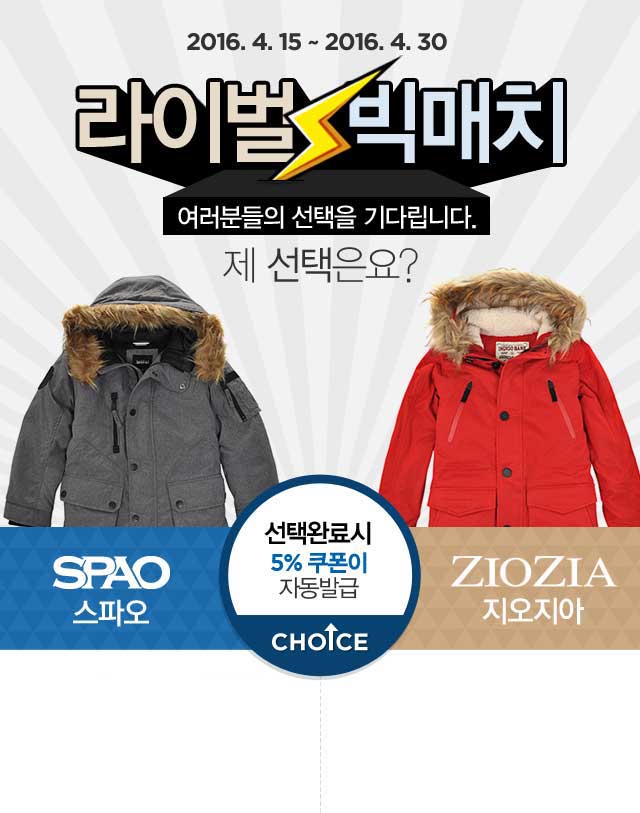 2016. 4. 15 ~ 2016. 4. 30
라이벌 빅매치
여러분들의 선택을 기다립니다.
제 선택은요?
INDIGO BANK
선택완료시
5% 쿠폰이
자동발급
CHOICE
SPAO
스파오
ZIOZIA
지오지아